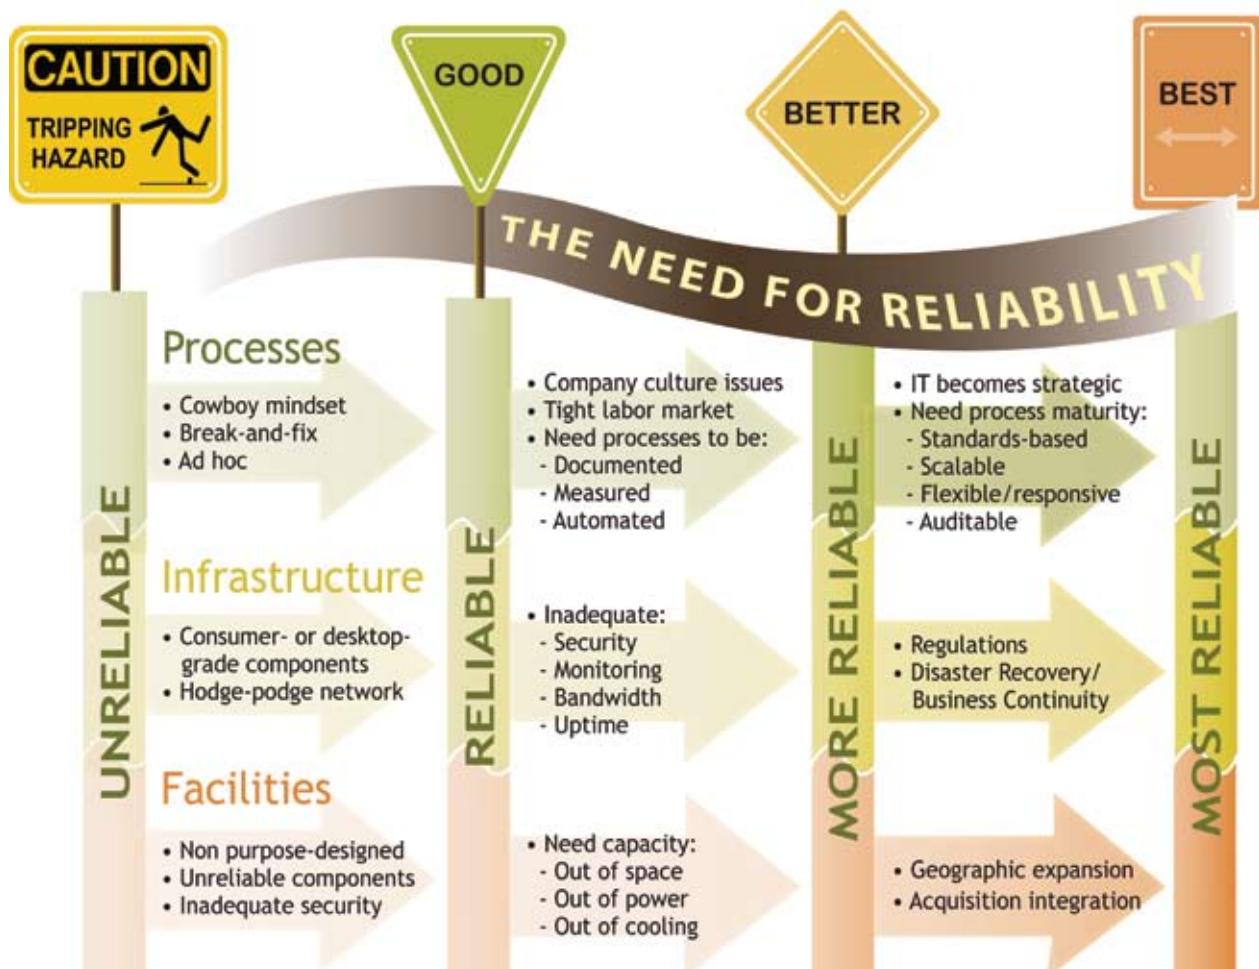 CAUTION
TRIPPING
HAZARD
GOOD
BETTER
BEST
THE NEED FOR RELIABILITY
UNRELIABLE
RELIABLE
MORE RELIABLE
MOST RELIABLE
Processes
• Cowboy mindset
• Break-and-fix
• Ad hoc
• Company culture issues
• Tight labor market
• Need processes to be:
- Documented
- Measured
- Automated
• IT becomes strategic
• Need process maturity:
- Standards-based
- Scalable
- Flexible/responsive
- Auditable
Infrastructure
• Consumer- or desktop-
grade components
• Hodge-podge network
• Inadequate:
- Security
- Monitoring
- Bandwidth
- Uptime
• Regulations
• Disaster Recovery/
Business Continuity
Facilities
• Non purpose-designed
• Unreliable components
• Inadequate security
• Need capacity:
- Out of space
- Out of power
- Out of cooling
• Geographic expansion
• Acquisition integration